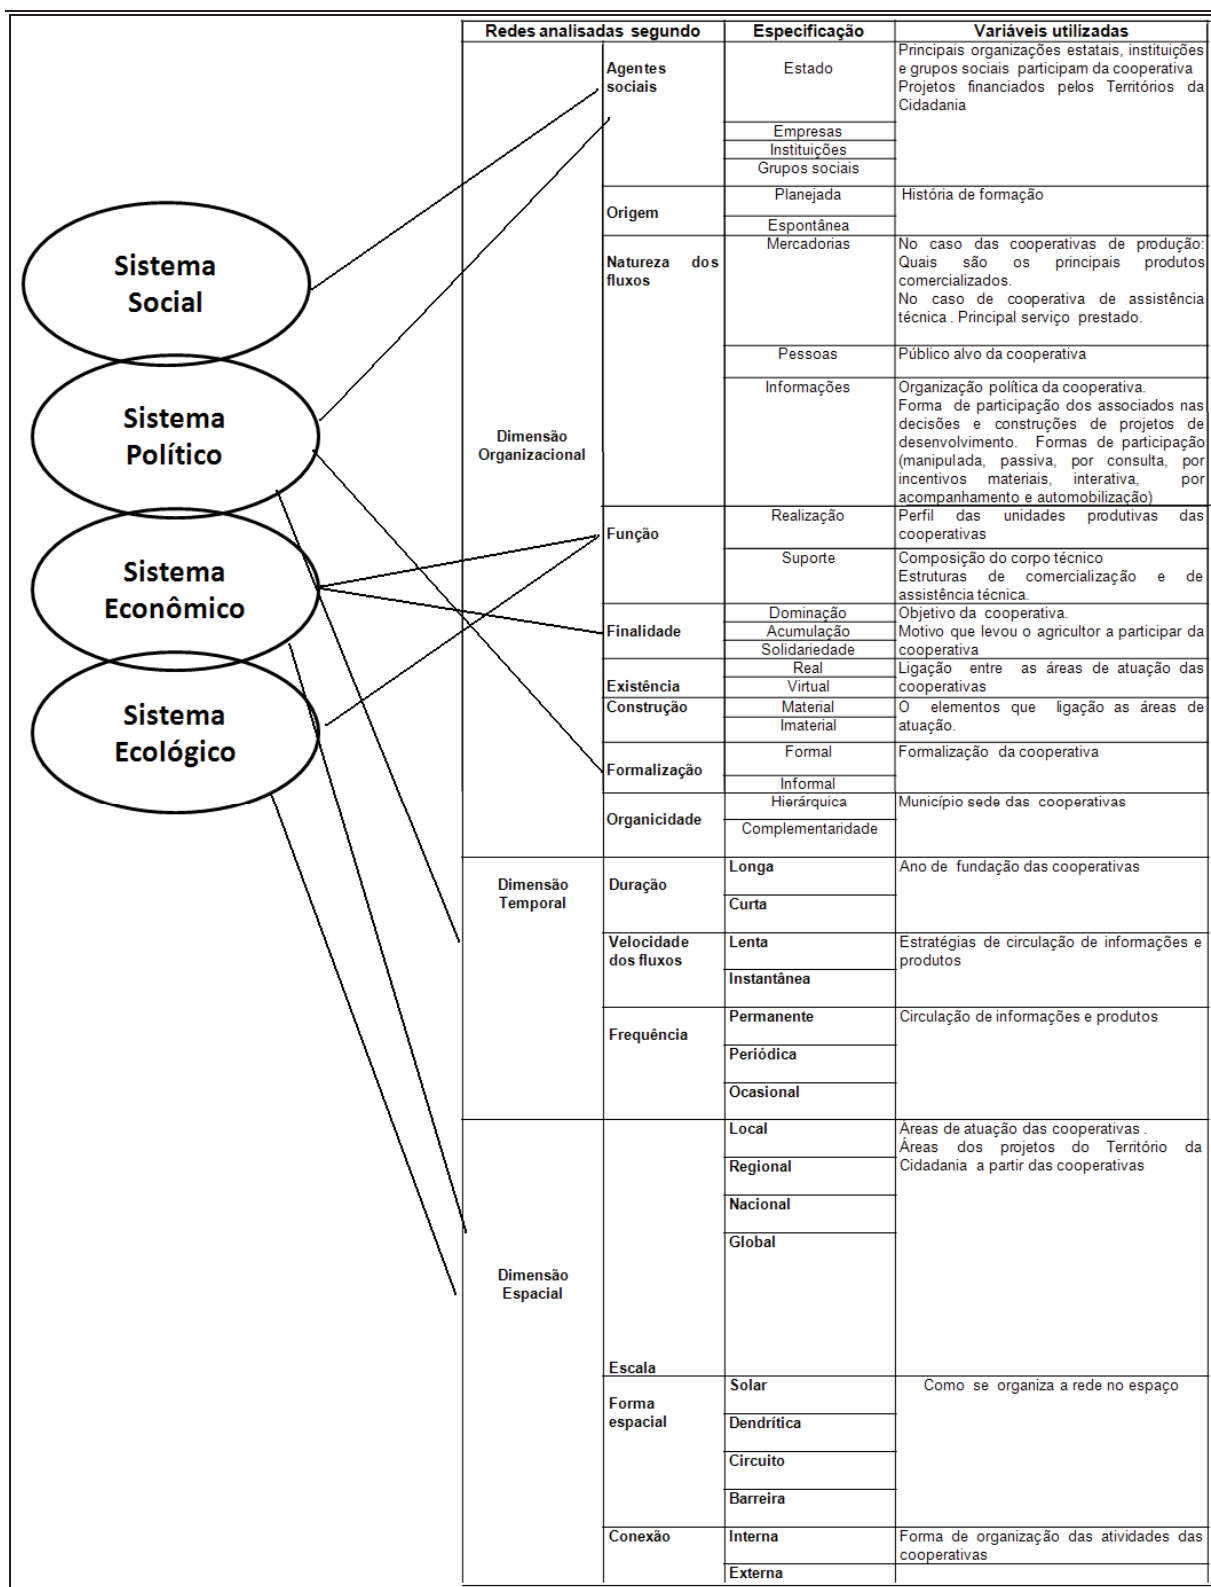 Redes analisadas segundo
Especificação
Variáveis utilizadas
Sistema
Social
Sistema
Político
Sistema
Econômico
Sistema
Ecológico
Dimensão
Organizacional
Agentes
sociais
Estado
Empresas
Instituições
Grupos sociais
Principais organizações estatais, instituições
e grupos sociais participam da cooperativa
Projetos financiados pelos Territórios da
Cidadania
Origem
Planejada
Espontânea
História de formação
Natureza dos
fluxos
Mercadorias
No caso das cooperativas de produção:
Quais são os principais produtos
comercializados.
No caso de cooperativa de assistência
técnica . Principal serviço prestado.
Pessoas
Público alvo da cooperativa
Informações
Organização política da cooperativa.
Forma de participação dos associados nas
decisões e construções de projetos de
desenvolvimento. Formas de participação
(manipulada, passiva, por consulta, por
incentivos materiais, interativa, por
acompanhamento e automobilização)
Função
Realização
Perfil das unidades produtivas das
cooperativas
Suporte
Composição do corpo técnico
Estruturas de comercialização e de
assistência técnica.
Finalidade
Dominação
Acumulação
Solidariedade
Objetivo da cooperativa.
Motivo que levou o agricultor a participar da
cooperativa
Existência
Real
Virtual
Ligação entre as áreas de atuação das
cooperativas
Construção
Material
Imaterial
O elementos que ligação as áreas de
atuação.
Formalização
Formal
Informal
Formalização da cooperativa
Organicidade
Hierárquica
Complementaridade
Município sede das cooperativas
Dimensão
Temporal
Duração
Longa
Curta
Ano de fundação das cooperativas
Velocidade
dos fluxos
Lenta
Instantânea
Estratégias de circulação de informações e
produtos
Frequência
Permanente
Periódica
Ocasional
Circulação de informações e produtos
Dimensão
Espacial
Escala
Local
Regional
Nacional
Global
Áreas de atuação das cooperativas .
Áreas dos projetos do Território da
Cidadania a partir das cooperativas
Forma
espacial
Solar
Dendrítica
Circuito
Barreira
Como se organiza a rede no espaço
Conexão
Interna
Externa
Forma de organização das atividades das
cooperativas